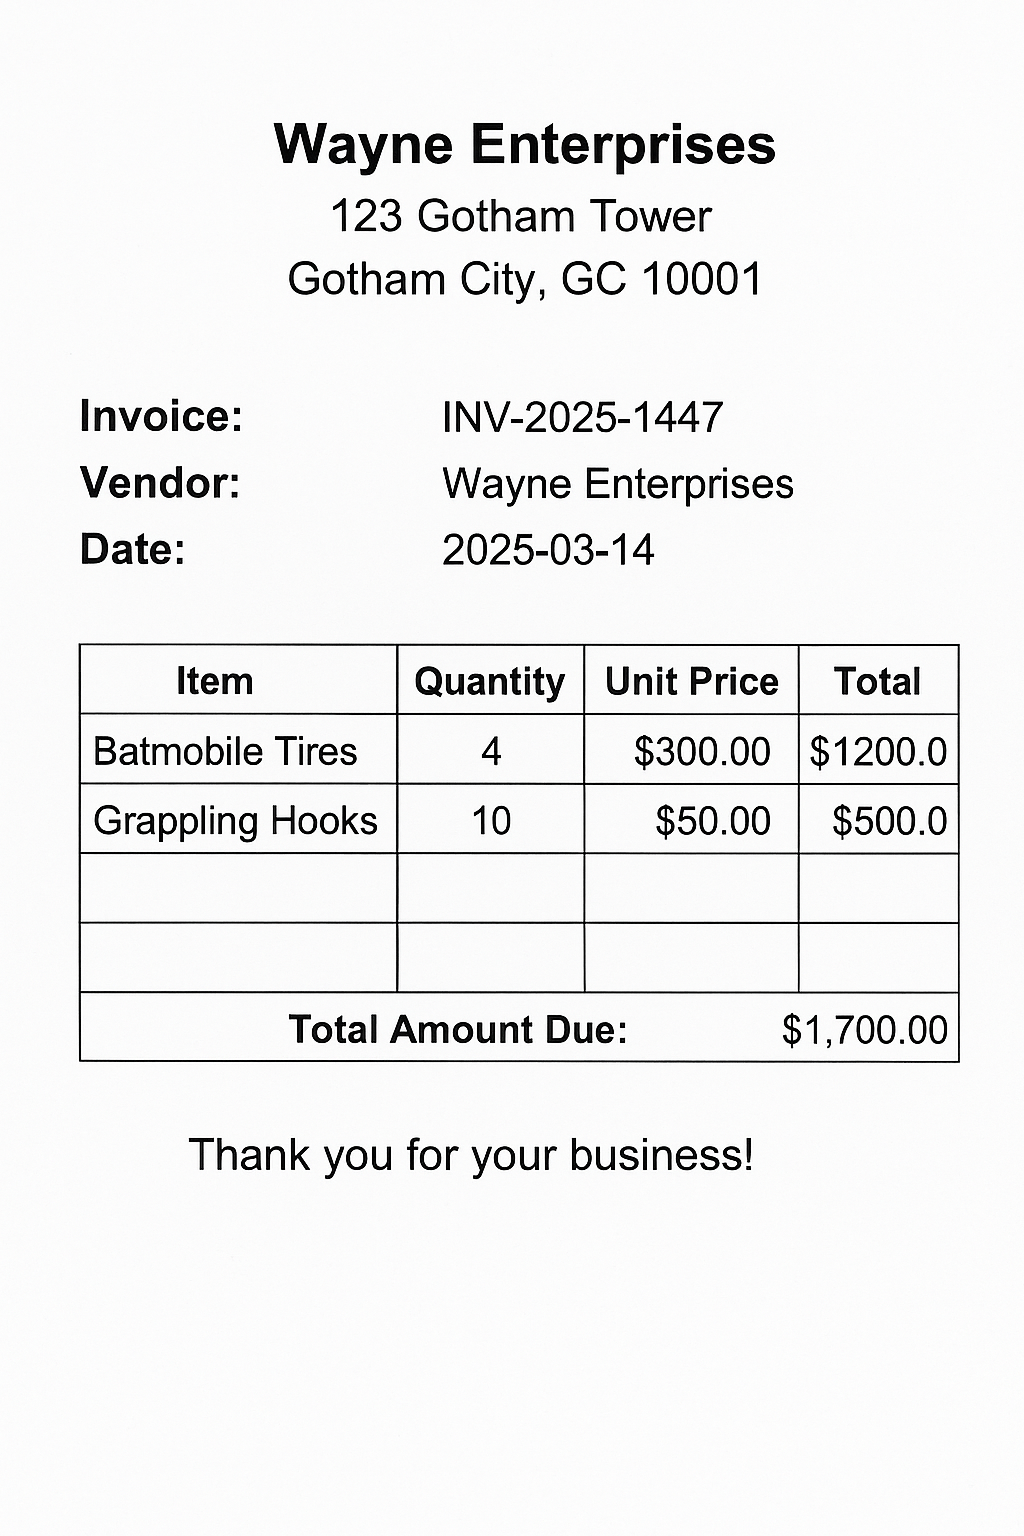 Wayne Enterprises
123 Gotham Tower
Gotham City, GC 10001
Invoice: INV-2025-1447
Vendor: Wayne Enterprises
Date: 2025-03-14
Item Quantity Unit Price Total
Batmobile Tires 4 $300.00 $1200.0
Grappling Hooks 10 $50.00 $500.0
Total Amount Due: $1,700.00
Thank you for your business!